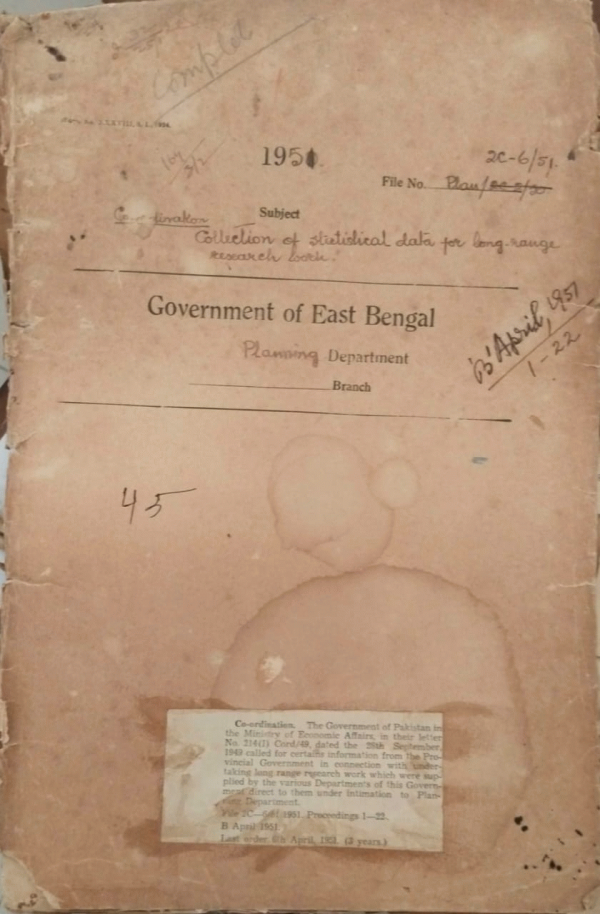 Compld
1951.
2C-6/51.
File No. Plan/
Co-ordination
Subject
Collection of statistical data for long-range
research work.
Government of East Bengal
Planning Department
Branch
'B' April, 1951
1-22
45
Co-ordination. The Government of Pakistan in
the Ministry of Economic Affairs, in their letter
No. 214(1) Cord/49, dated the 28th September,
1949 called for certain information from the Pro-
vincial Government in connection with under-
taking long range research work which were sup-
plied by the various Departments of this Govern-
ment direct to them under intimation to Plan-
ning Department.
File 2C-6/51 1951. Proceedings 1—22.
B April 1951.
Last order 6th April, 1951. (2 years.)